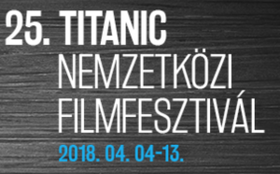 25. TITANIC
NEMZETKÖZI
FILMFESZTIVÁL
2018. 04. 04-13.